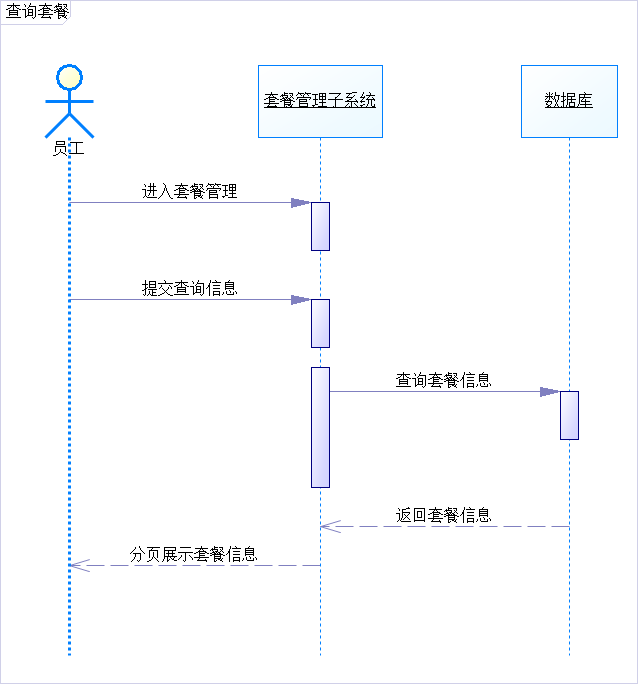 查询套餐
员工
套餐管理子系统
数据库
进入套餐管理
提交查询信息
查询套餐信息
返回套餐信息
分页展示套餐信息